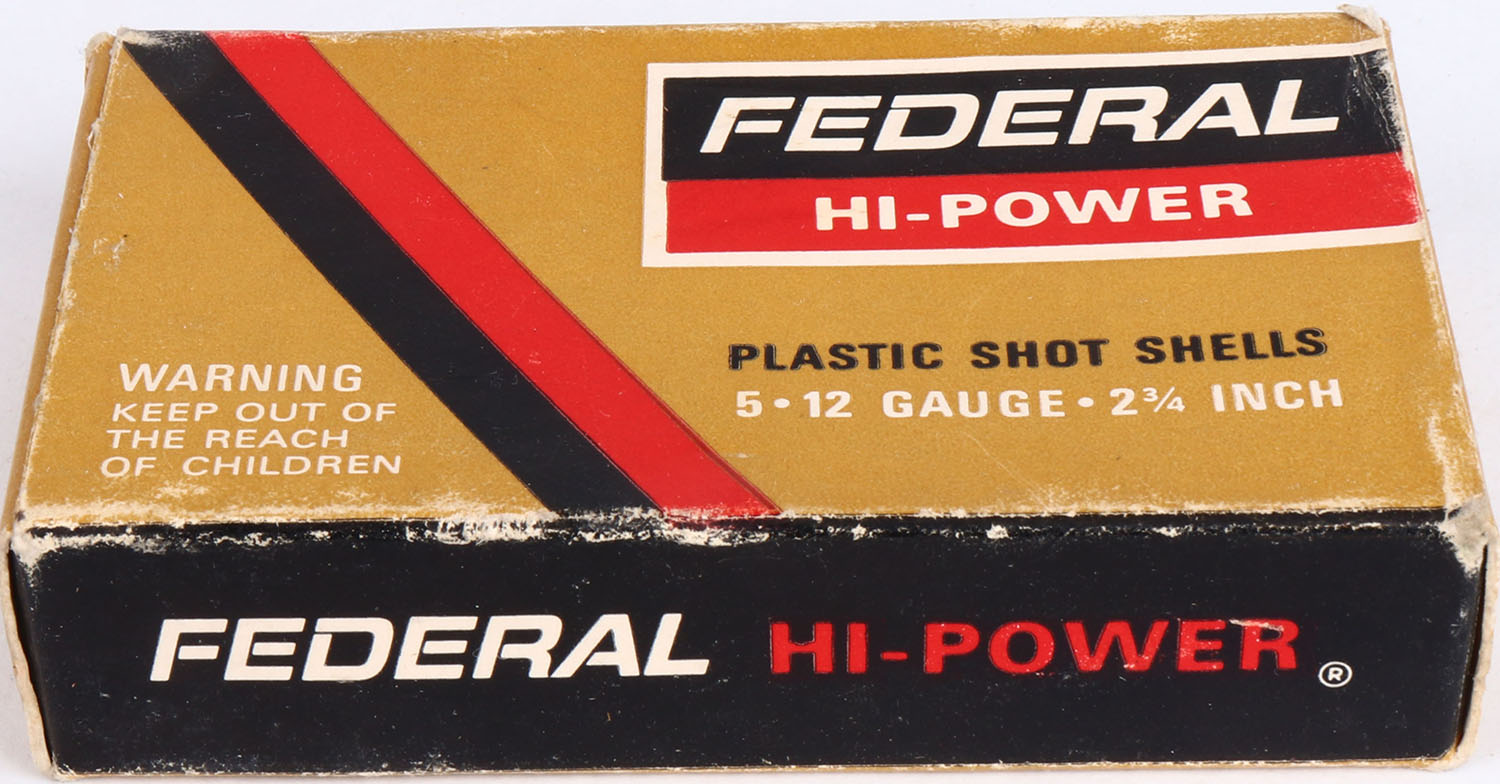 FEDERAL
HI-POWER
PLASTIC SHOT SHELLS
5•12 GAUGE•2¾ INCH
WARNING
KEEP OUT OF
THE REACH
OF CHILDREN
FEDERAL HI-POWER ®